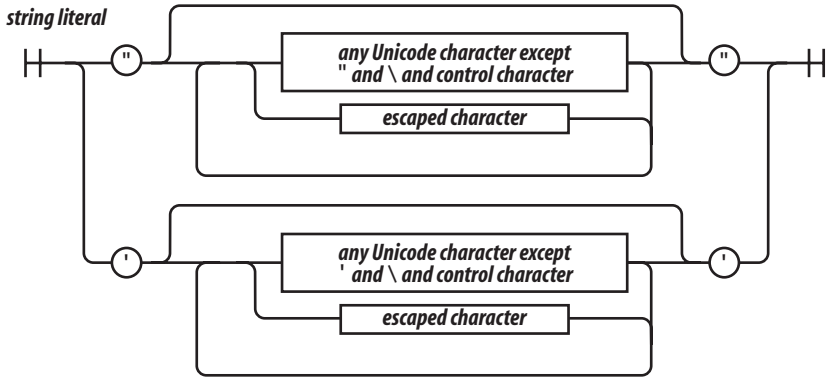 string literal
"
any Unicode character except
" and \ and control character
"
escaped character
'
any Unicode character except
' and \ and control character
'
escaped character